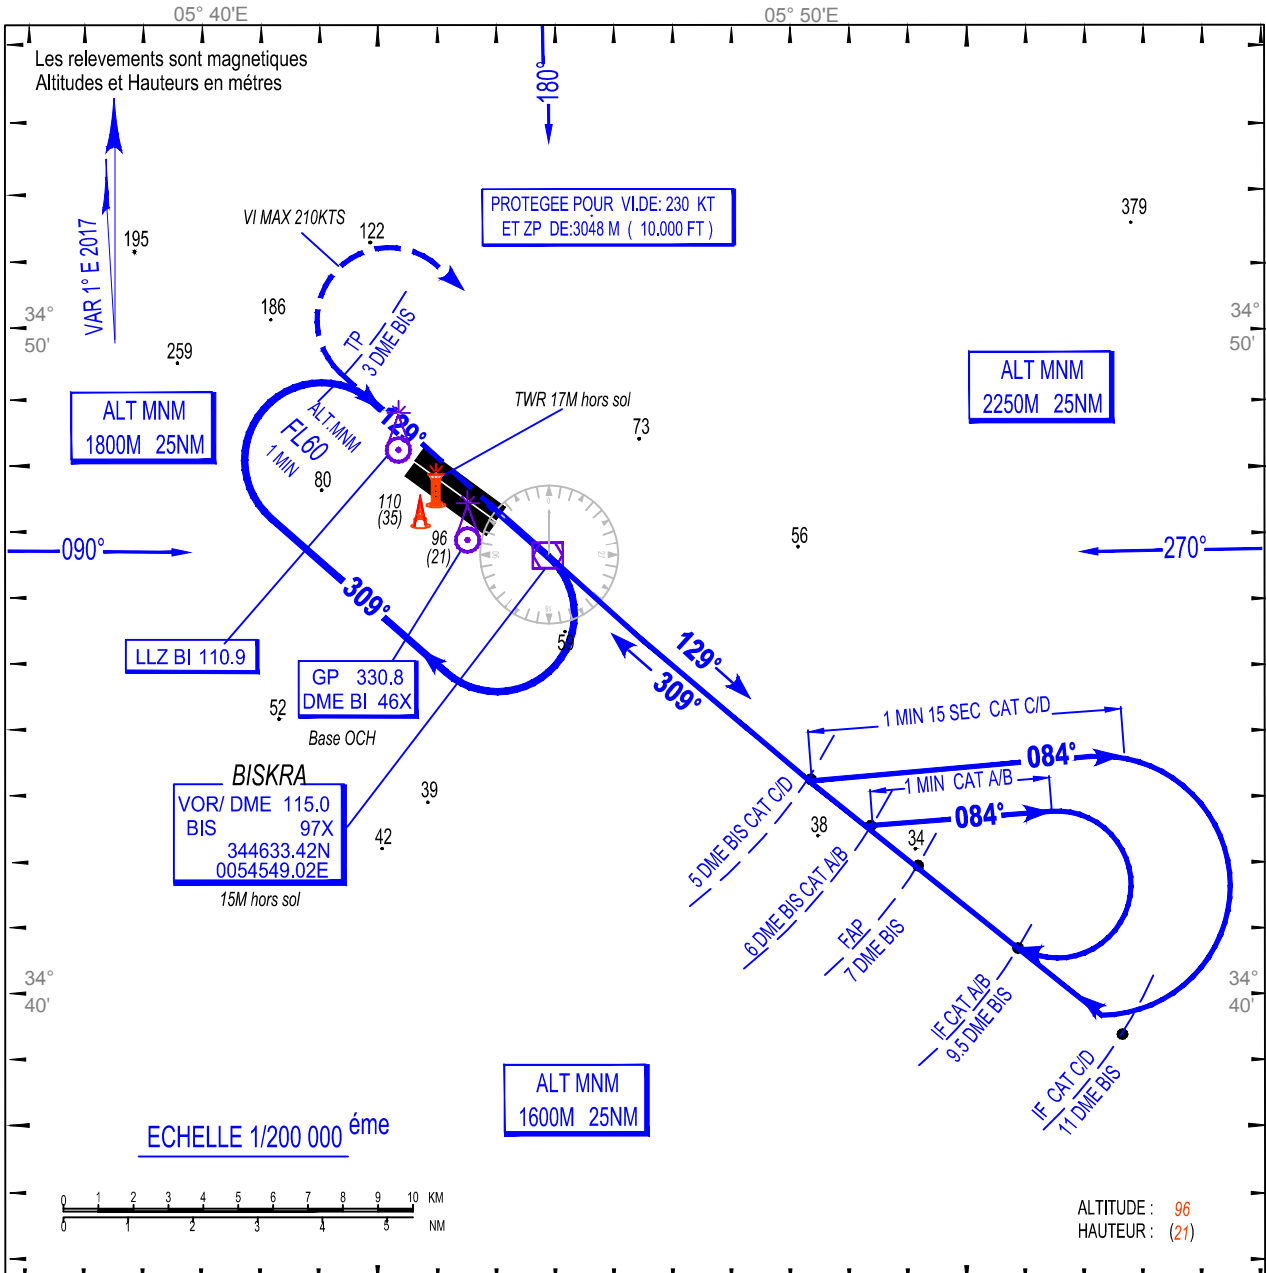 05° 40'E
05° 50'E
Les relevements sont magnetiques
Altitudes et Hauteurs en métres
180°
VAR 1° E 2017
195
VI MAX 210KTS
122
PROTEGEE POUR VI.DE: 230 KT
ET ZP DE:3048 M ( 10.000 FT )
379
186
34°
50'
34°
50'
259
TP
3 DME BIS
ALT MNM
1800M 25NM
ALT MNM
2250M 25NM
ALT.MNM
FL60
1 MIN
129°
TWR 17M hors sol
73
80
110
(35)
96
(21)
56
090°
270°
309°
59
LLZ BI 110.9
GP 330.8
DME BI 46X
Base OCH
129°
309°
52
BISKRA
VOR/ DME 115.0
BIS 97X
344633.42N
0054549.02E
15M hors sol
39
42
1 MIN 15 SEC CAT C/D
084°
1 MIN CAT A/B
084°
38
34
5 DME BIS CAT C/D
6 DME BIS CAT A/B
FAP
7 DME BIS
IF CAT A/B
9.5 DME BIS
IF CAT C/D
11 DME BIS
34°
40'
34°
40'
ALT MNM
1600M 25NM
ECHELLE 1/200 000 éme
0 1 2 3 4 5 6 7 8 9 10 KM
0 1 2 3 4 5 NM
ALTITUDE : 96
HAUTEUR : (21)